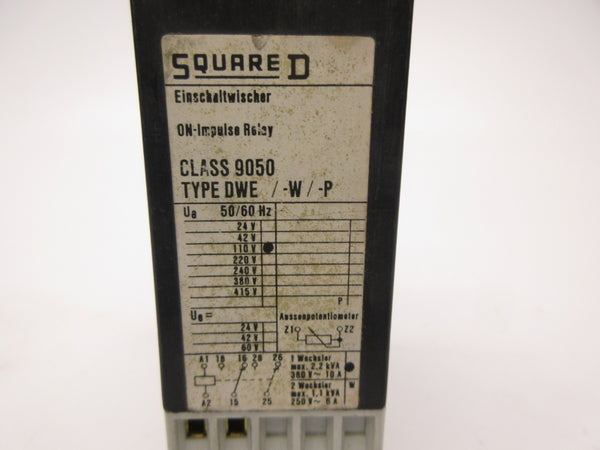 SQUARE D
Einschaltwischer
ON-Impulse Relay
CLASS 9050
TYPE DWE / -W / -P
Ua 50/60 Hz
24 V
42 V
110 V
220 V
240 V
380 V
415 V
P
Ua =
Aussenpotentiometer
24 V
42 V
60 V
Z1 Z2
A1 18 16 28 26
1 Wechsler
max. 2,2 kVA
380 V ~ 10 A
2 Wechsler W
max. 1,1 kVA
250 V ~ 6 A
A2 15 25